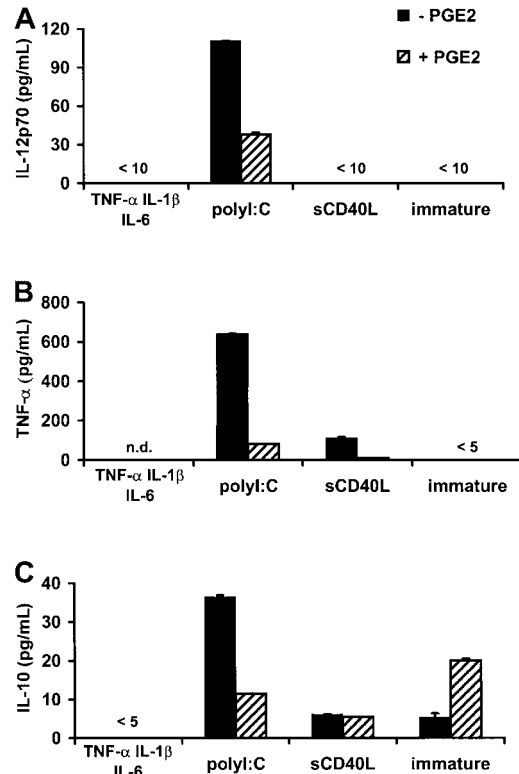 A
- PGE2
+ PGE2
IL-12p70 (pg/mL)
120
90
60
30
0
< 10
< 10
< 10
TNF-α IL-1β
IL-6
polyI:C
sCD40L
immature
B
TNF-α (pg/mL)
800
600
400
200
0
n.d.
< 5
TNF-α IL-1β
IL-6
polyI:C
sCD40L
immature
C
IL-10 (pg/mL)
40
30
20
10
0
< 5
TNF-α IL-1β
IL-6
polyI:C
sCD40L
immature